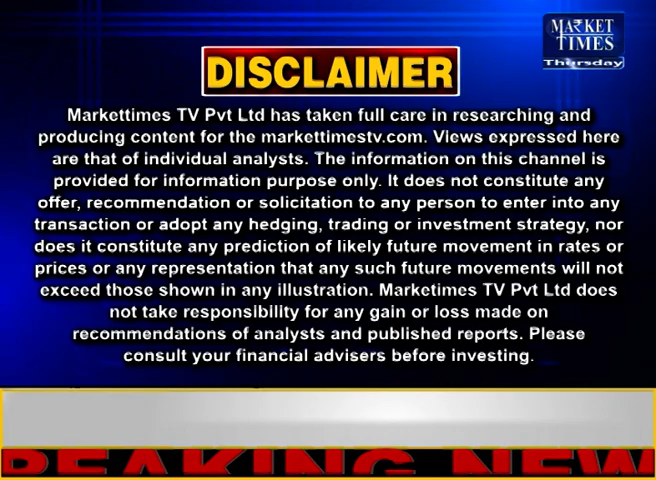 MARKET
TIMES
Thursday
DISCLAIMER
Markettimes TV Pvt Ltd has taken full care in researching and
producing content for the markettimestv.com. Views expressed here
are that of individual analysts. The information on this channel is
provided for information purpose only. It does not constitute any
offer, recommendation or solicitation to any person to enter into any
transaction or adopt any hedging, trading or investment strategy, nor
does it constitute any prediction of likely future movement in rates or
prices or any representation that any such future movements will not
exceed those shown in any illustration. Marketimes TV Pvt Ltd does
not take responsibility for any gain or loss made on
recommendations of analysts and published reports. Please
consult your financial advisers before investing.
BREAKING NEW